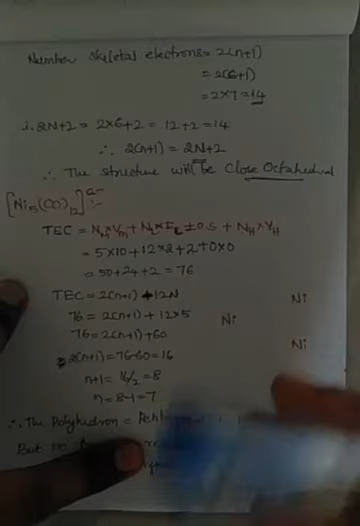 Number Skeletal electrons = 2(n+1)
= 2(6+1)
= 2×7 = 14
2N+2 = 2×6+2 = 12+2 = 14
∴ 2(n+1) = 2N+2
∴ The structure will be Close Octahedral
[Ni5(CO)12]2-
TEC = NM×VM + NL×EL ± O.S + NH×VH
= 5×10+12×2+2+0×0
= 50+24+2 = 76
TEC = 2(n+1) + 12N Ni
76 = 2(n+1) + 12×5 Ni
76 = 2(n+1)+60 Ni
2(n+1) = 76-60 = 16
n+1 = 16/2 = 8
n = 8-1 = 7
∴ The Polyhedron =
But in